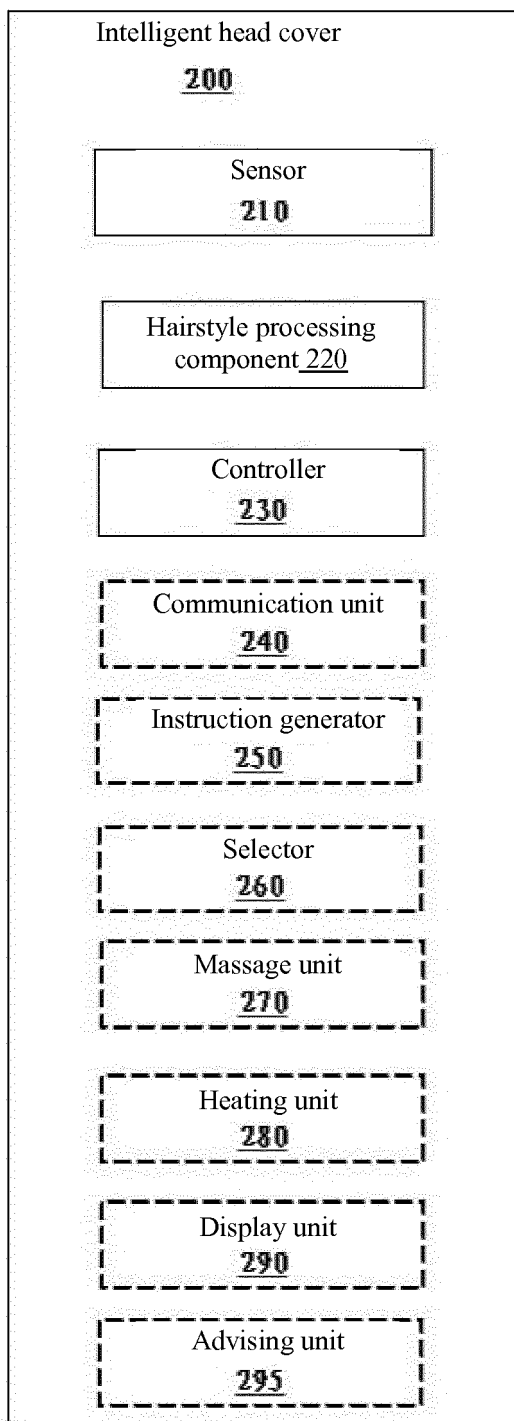 Intelligent head cover
200
Sensor
210
Hairstyle processing
component 220
Controller
230
Communication unit
240
Instruction generator
250
Selector
260
Massage unit
270
Heating unit
280
Display unit
290
Advising unit
295